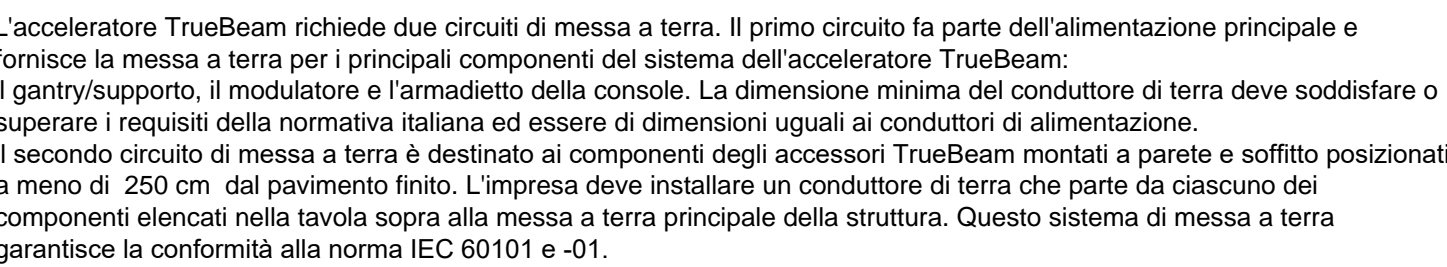 L'acceleratore TrueBeam richiede due circuiti di messa a terra. Il primo circuito fa parte dell'alimentazione principale e
fornisce la messa a terra per i principali componenti del sistema dell'acceleratore TrueBeam:
il gantry/supporto, il modulatore e l'armadietto della console. La dimensione minima del conduttore di terra deve soddisfare o
superare i requisiti della normativa italiana ed essere di dimensioni uguali ai conduttori di alimentazione.
Il secondo circuito di messa a terra è destinato ai componenti degli accessori TrueBeam montati a parete e soffitto posizionati
a meno di 250 cm dal pavimento finito. L'impresa deve installare un conduttore di terra che parte da ciascuno dei
componenti elencati nella tavola sopra alla messa a terra principale della struttura. Questo sistema di messa a terra
garantisce la conformità alla norma IEC 60101 e -01.